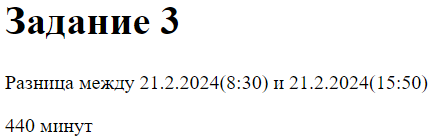 Задание 3
Разница между 21.2.2024(8:30) и 21.2.2024(15:50)
440 минут